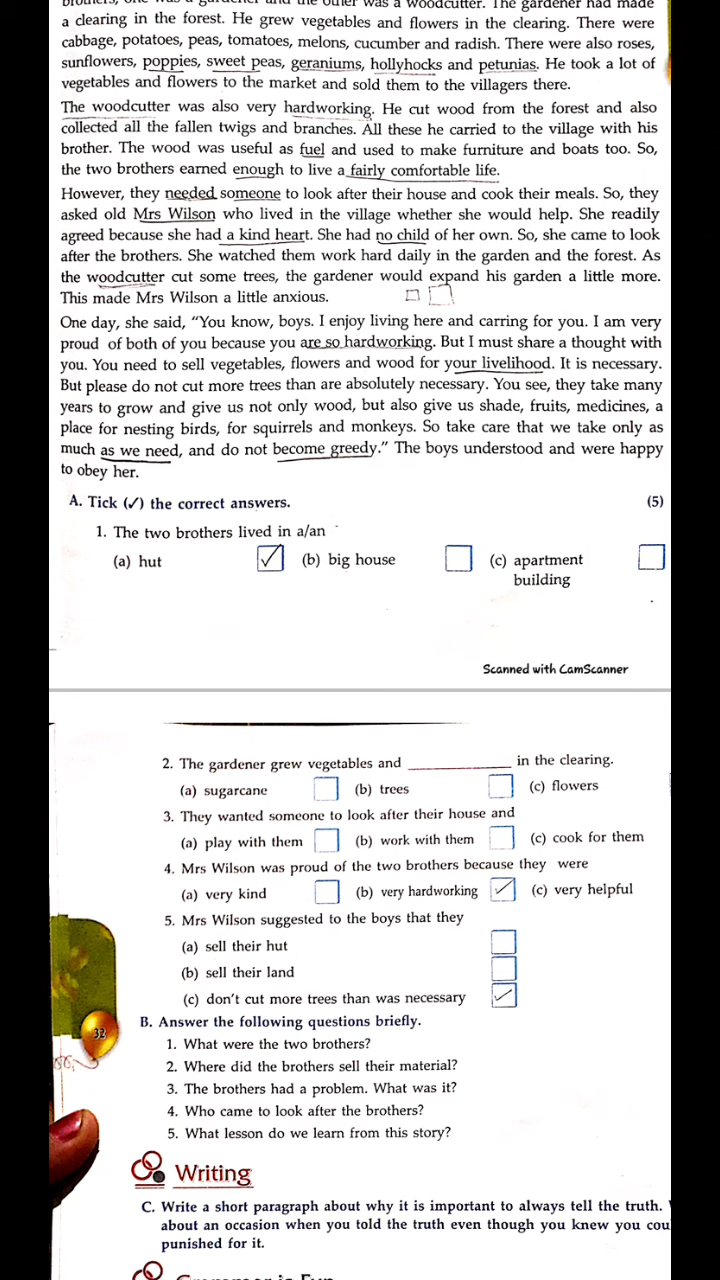 brothers, one was a gardener and the other was a woodcutter. The gardener had made
a clearing in the forest. He grew vegetables and flowers in the clearing. There were
cabbage, potatoes, peas, tomatoes, melons, cucumber and radish. There were also roses,
sunflowers, poppies, sweet peas, geraniums, hollyhocks and petunias. He took a lot of
vegetables and flowers to the market and sold them to the villagers there.
The woodcutter was also very hardworking. He cut wood from the forest and also
collected all the fallen twigs and branches. All these he carried to the village with his
brother. The wood was useful as fuel and used to make furniture and boats too. So,
the two brothers earned enough to live a fairly comfortable life.
However, they needed someone to look after their house and cook their meals. So, they
asked old Mrs Wilson who lived in the village whether she would help. She readily
agreed because she had a kind heart. She had no child of her own. So, she came to look
after the brothers. She watched them work hard daily in the garden and the forest. As
the woodcutter cut some trees, the gardener would expand his garden a little more.
This made Mrs Wilson a little anxious.
One day, she said, “You know, boys. I enjoy living here and carring for you. I am very
proud of both of you because you are so hardworking. But I must share a thought with
you. You need to sell vegetables, flowers and wood for your livelihood. It is necessary.
But please do not cut more trees than are absolutely necessary. You see, they take many
years to grow and give us not only wood, but also give us shade, fruits, medicines, a
place for nesting birds, for squirrels and monkeys. So take care that we take only as
much as we need, and do not become greedy.” The boys understood and were happy
to obey her.
A. Tick (✓) the correct answers. (5)
1. The two brothers lived in a/an
(a) hut ✓ (b) big house (c) apartment
building
Scanned with CamScanner
2. The gardener grew vegetables and __________ in the clearing.
(a) sugarcane (b) trees (c) flowers
3. They wanted someone to look after their house and
(a) play with them (b) work with them (c) cook for them
4. Mrs Wilson was proud of the two brothers because they were
(a) very kind (b) very hardworking ✓ (c) very helpful
5. Mrs Wilson suggested to the boys that they
(a) sell their hut
(b) sell their land
(c) don't cut more trees than was necessary ✓
B. Answer the following questions briefly.
32
1. What were the two brothers?
2. Where did the brothers sell their material?
3. The brothers had a problem. What was it?
4. Who came to look after the brothers?
5. What lesson do we learn from this story?
Writing
C. Write a short paragraph about why it is important to always tell the truth.
about an occasion when you told the truth even though you knew you cou
punished for it.